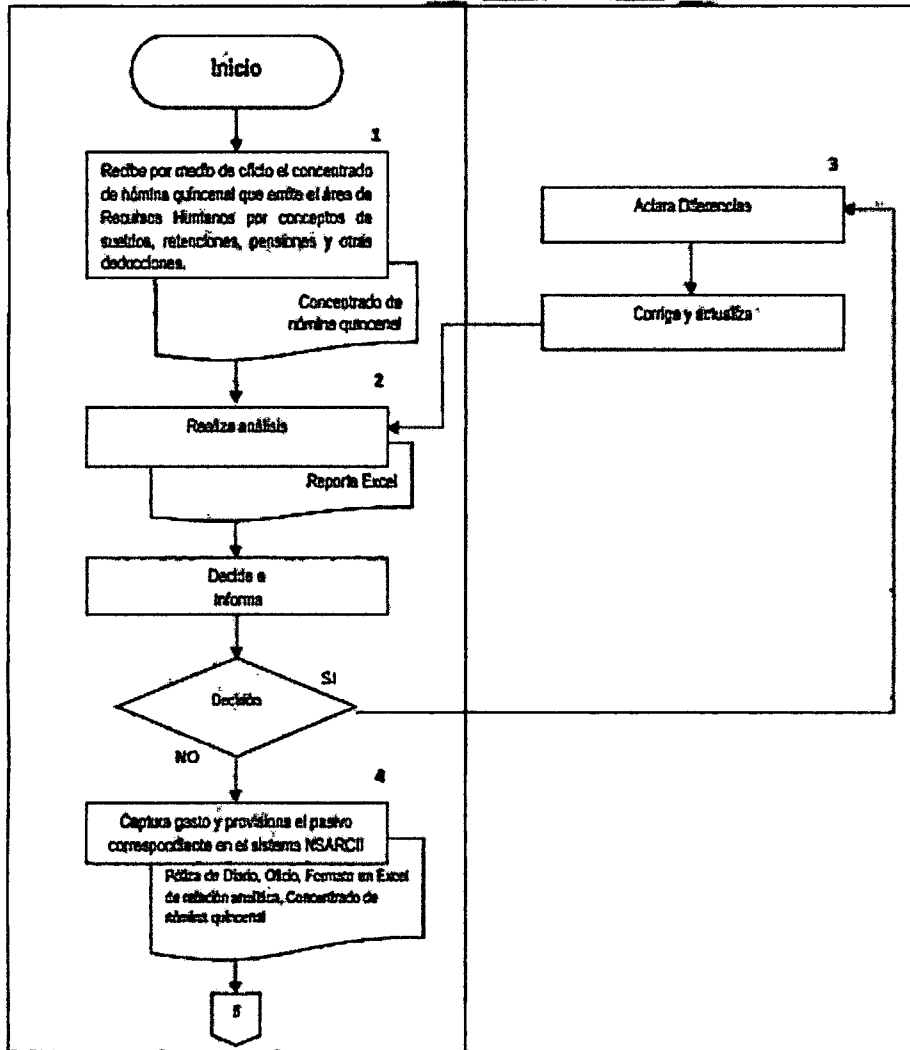 Inicio
1
Recibe por medio de oficio el concentrado
de nómina quincenal que emite el área de
Recursos Humanos por conceptos de
sueldos, retenciones, pensiones y otras
deducciones.
Concentrado de
nómina quincenal
2
Realiza análisis
Reporte Excel
Decide e
Informa
Decisión
SI
NO
3
Aclara Diferencias
Corrige y actualiza
4
Captura gasto y provisiona el pasivo
correspondiente en el sistema NSARCII
Póliza de Diario, Oficio, Formato en Excel
de relación analítica, Concentrado de
nómina quincenal
5